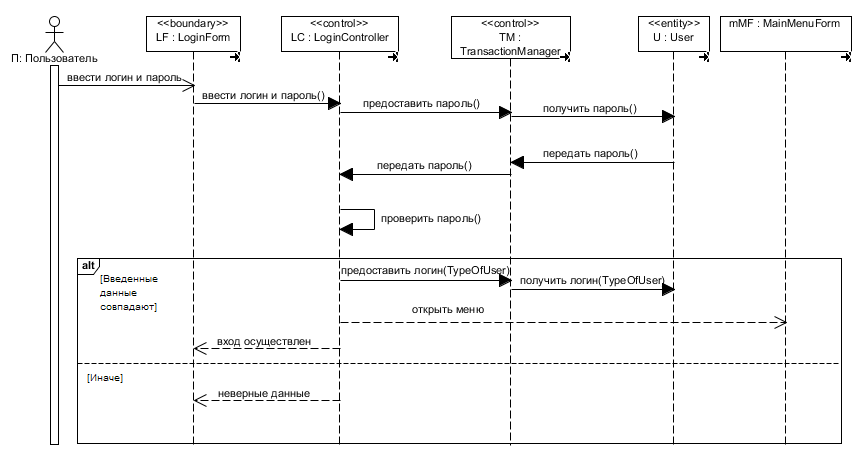 <<boundary>>
LF : LoginForm
<<control>>
LC : LoginController
<<control>>
TM :
TransactionManager
<<entity>>
U : User
mMF : MainMenuForm
П: Пользователь
ввести логин и пароль
ввести логин и пароль()
предоставить пароль()
получить пароль()
передать пароль()
передать пароль()
проверить пароль()
alt
[Введенные
данные
совпадают]
предоставить логин(TypeOfUser)
получить логин(TypeOfUser)
открыть меню
вход осуществлен
[Иначе]
неверные данные